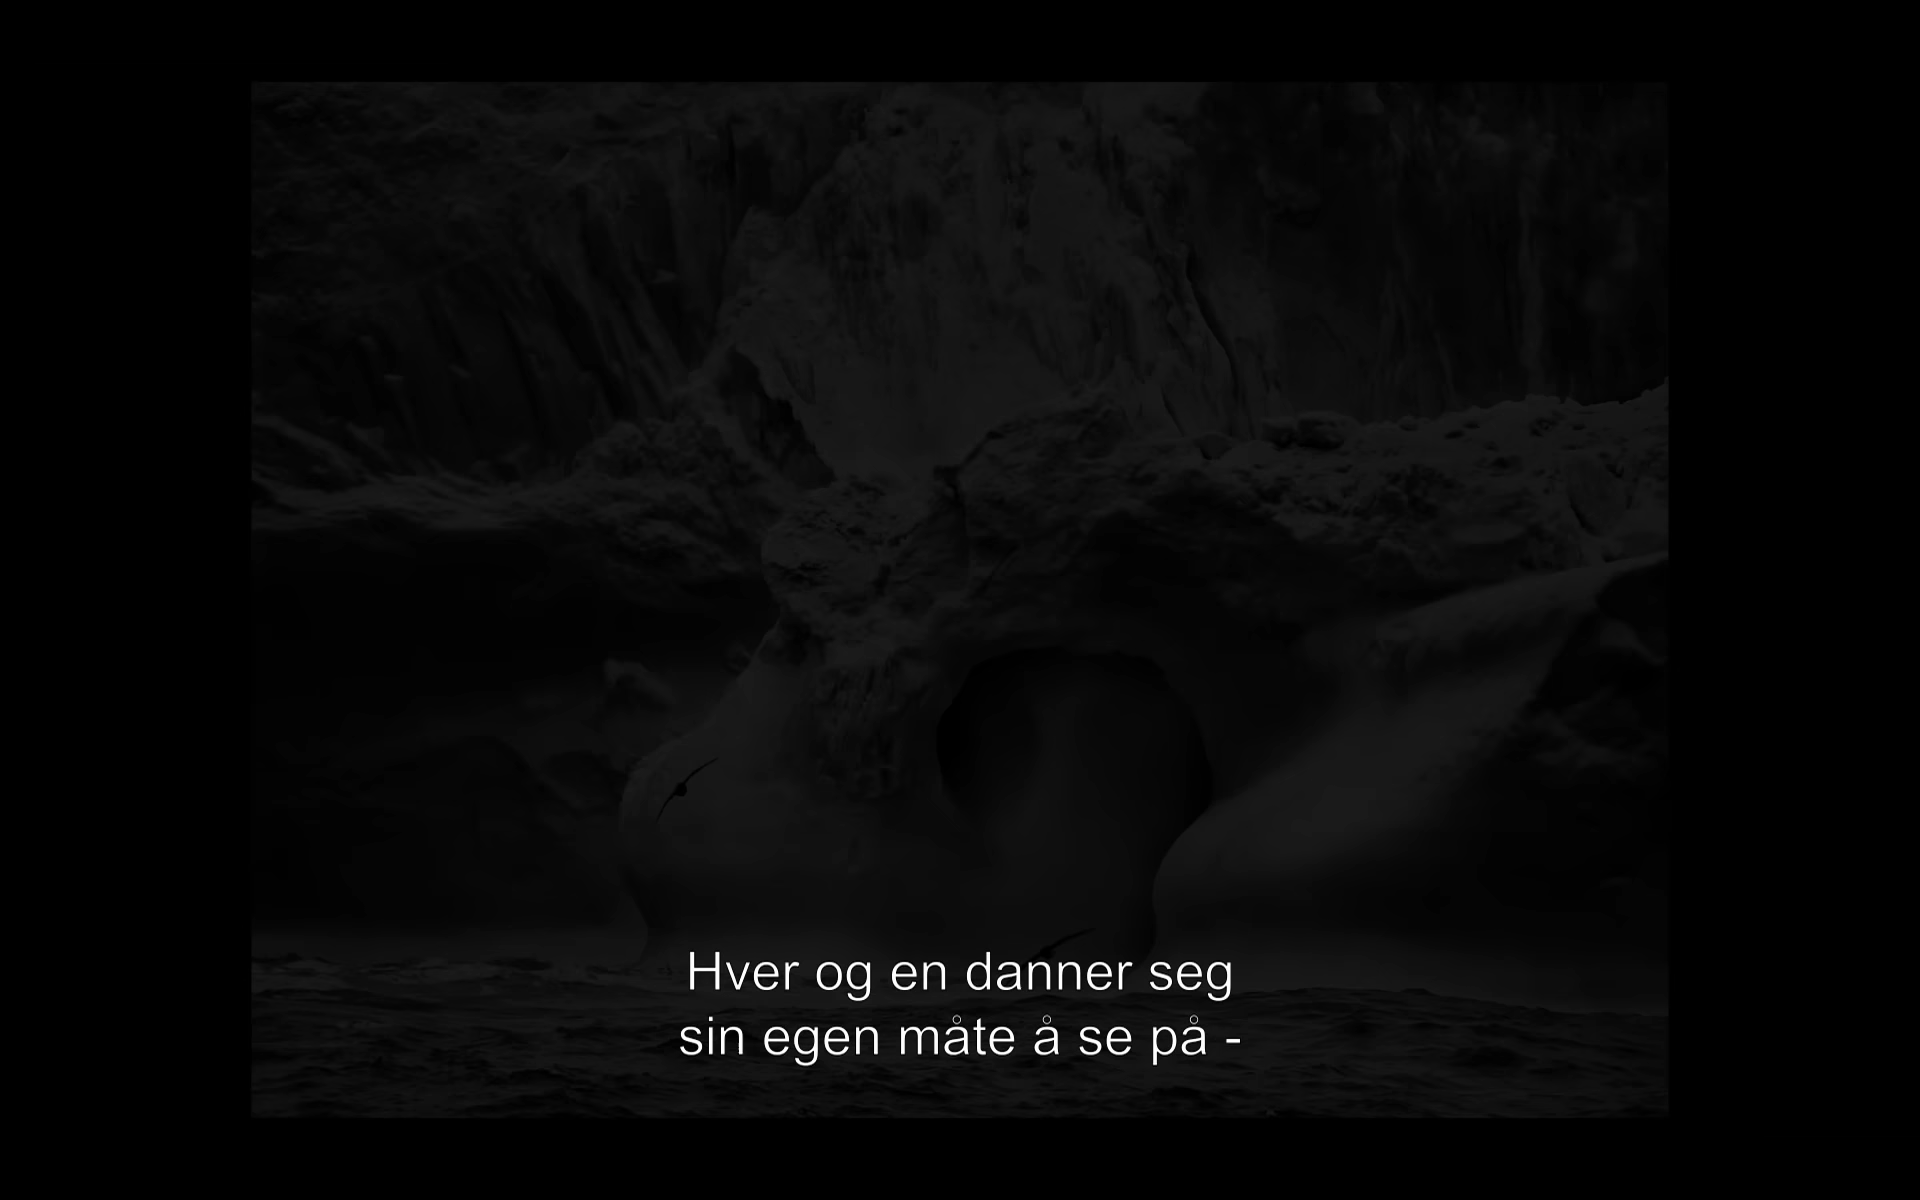 Hver og en danner seg
sin egen måte å se på -